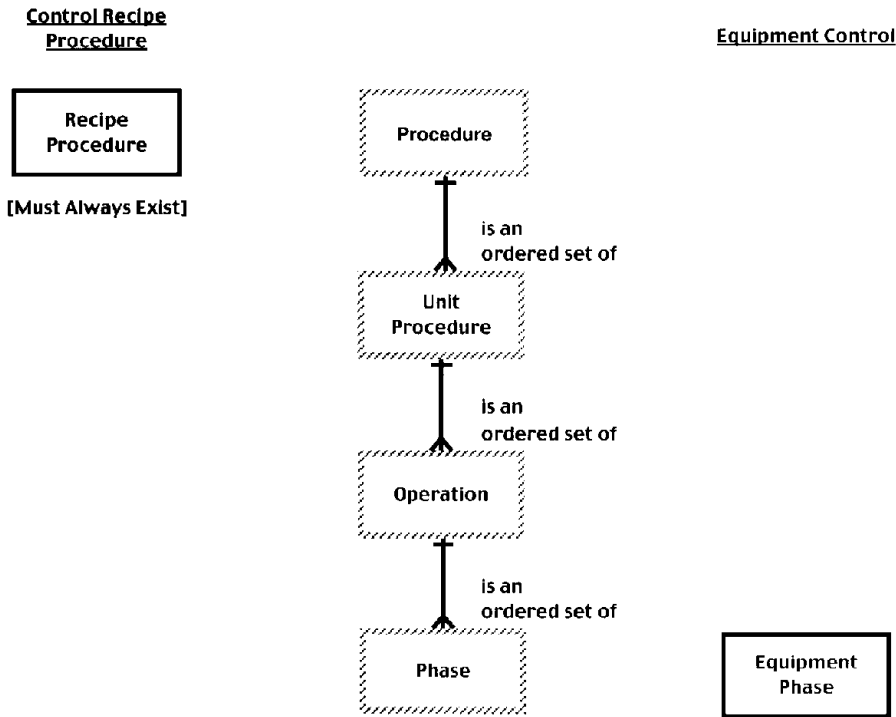 Control Recipe
Procedure
Equipment Control
Recipe
Procedure
[Must Always Exist]
Procedure
is an
ordered set of
Unit
Procedure
is an
ordered set of
Operation
is an
ordered set of
Phase
Equipment
Phase